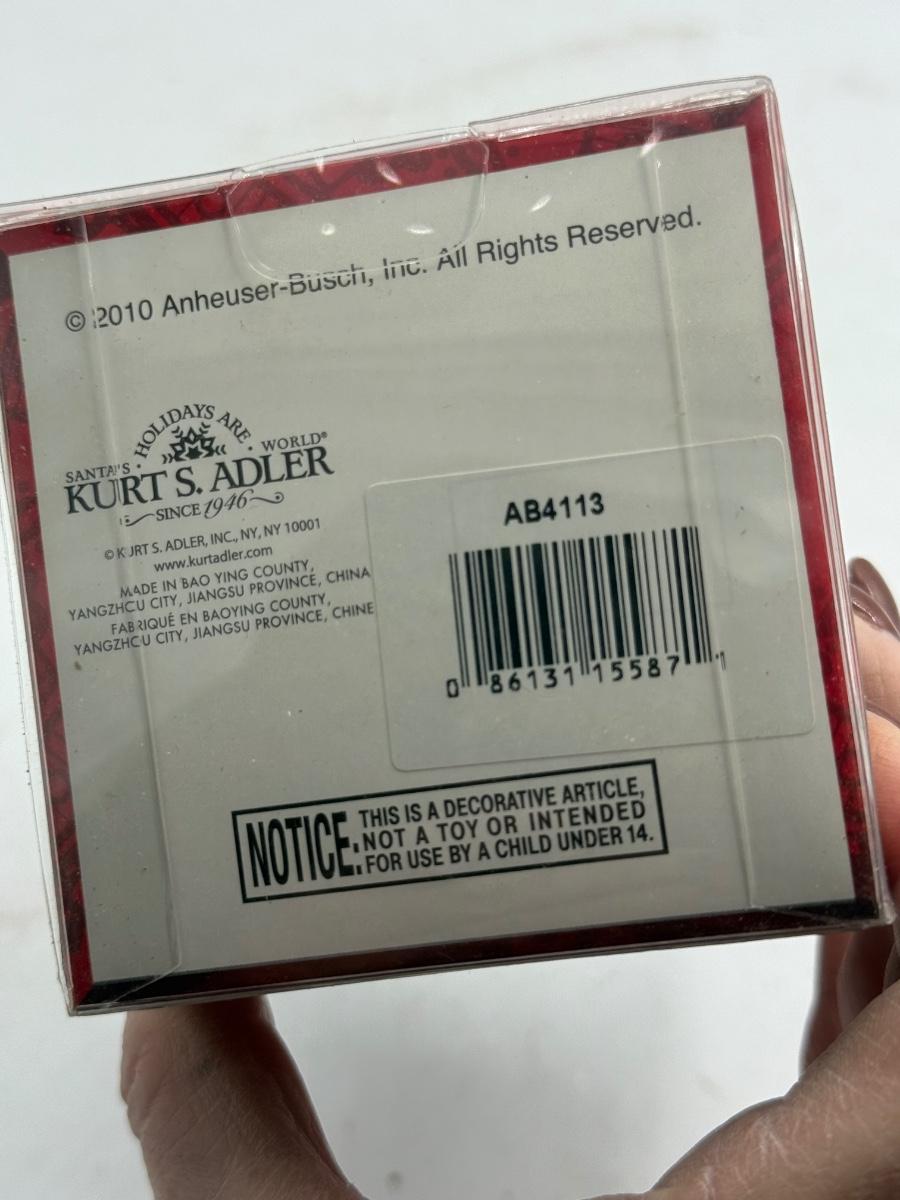 © 2010 Anheuser-Busch, Inc. All Rights Reserved.
SANTA'S · HOLIDAYS ARE · WORLD®
KURT S. ADLER
SINCE 1946
© KURT S. ADLER, INC., NY, NY 10001
www.kurtadler.com
MADE IN BAO YING COUNTY,
YANGZHOU CITY, JIANGSU PROVINCE, CHINA
FABRIQUÉ EN BAOYING COUNTY,
YANGZHOU CITY, JIANGSU PROVINCE, CHINE
AB4113
0 86131 15587 1
NOTICE: THIS IS A DECORATIVE ARTICLE,
NOT A TOY OR INTENDED
FOR USE BY A CHILD UNDER 14.